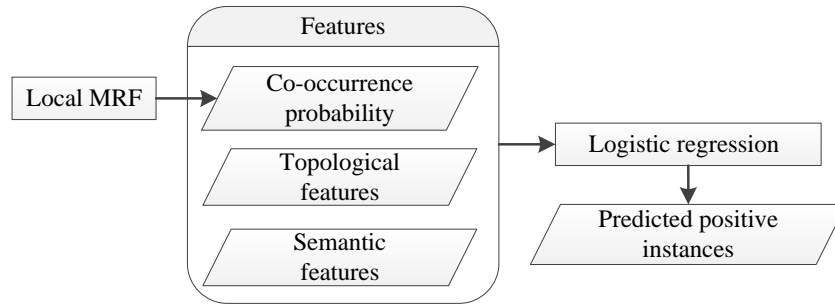 Features
Local MRF
Co-occurrence
probability
Topological
features
Semantic
features
Logistic regression
Predicted positive
instances